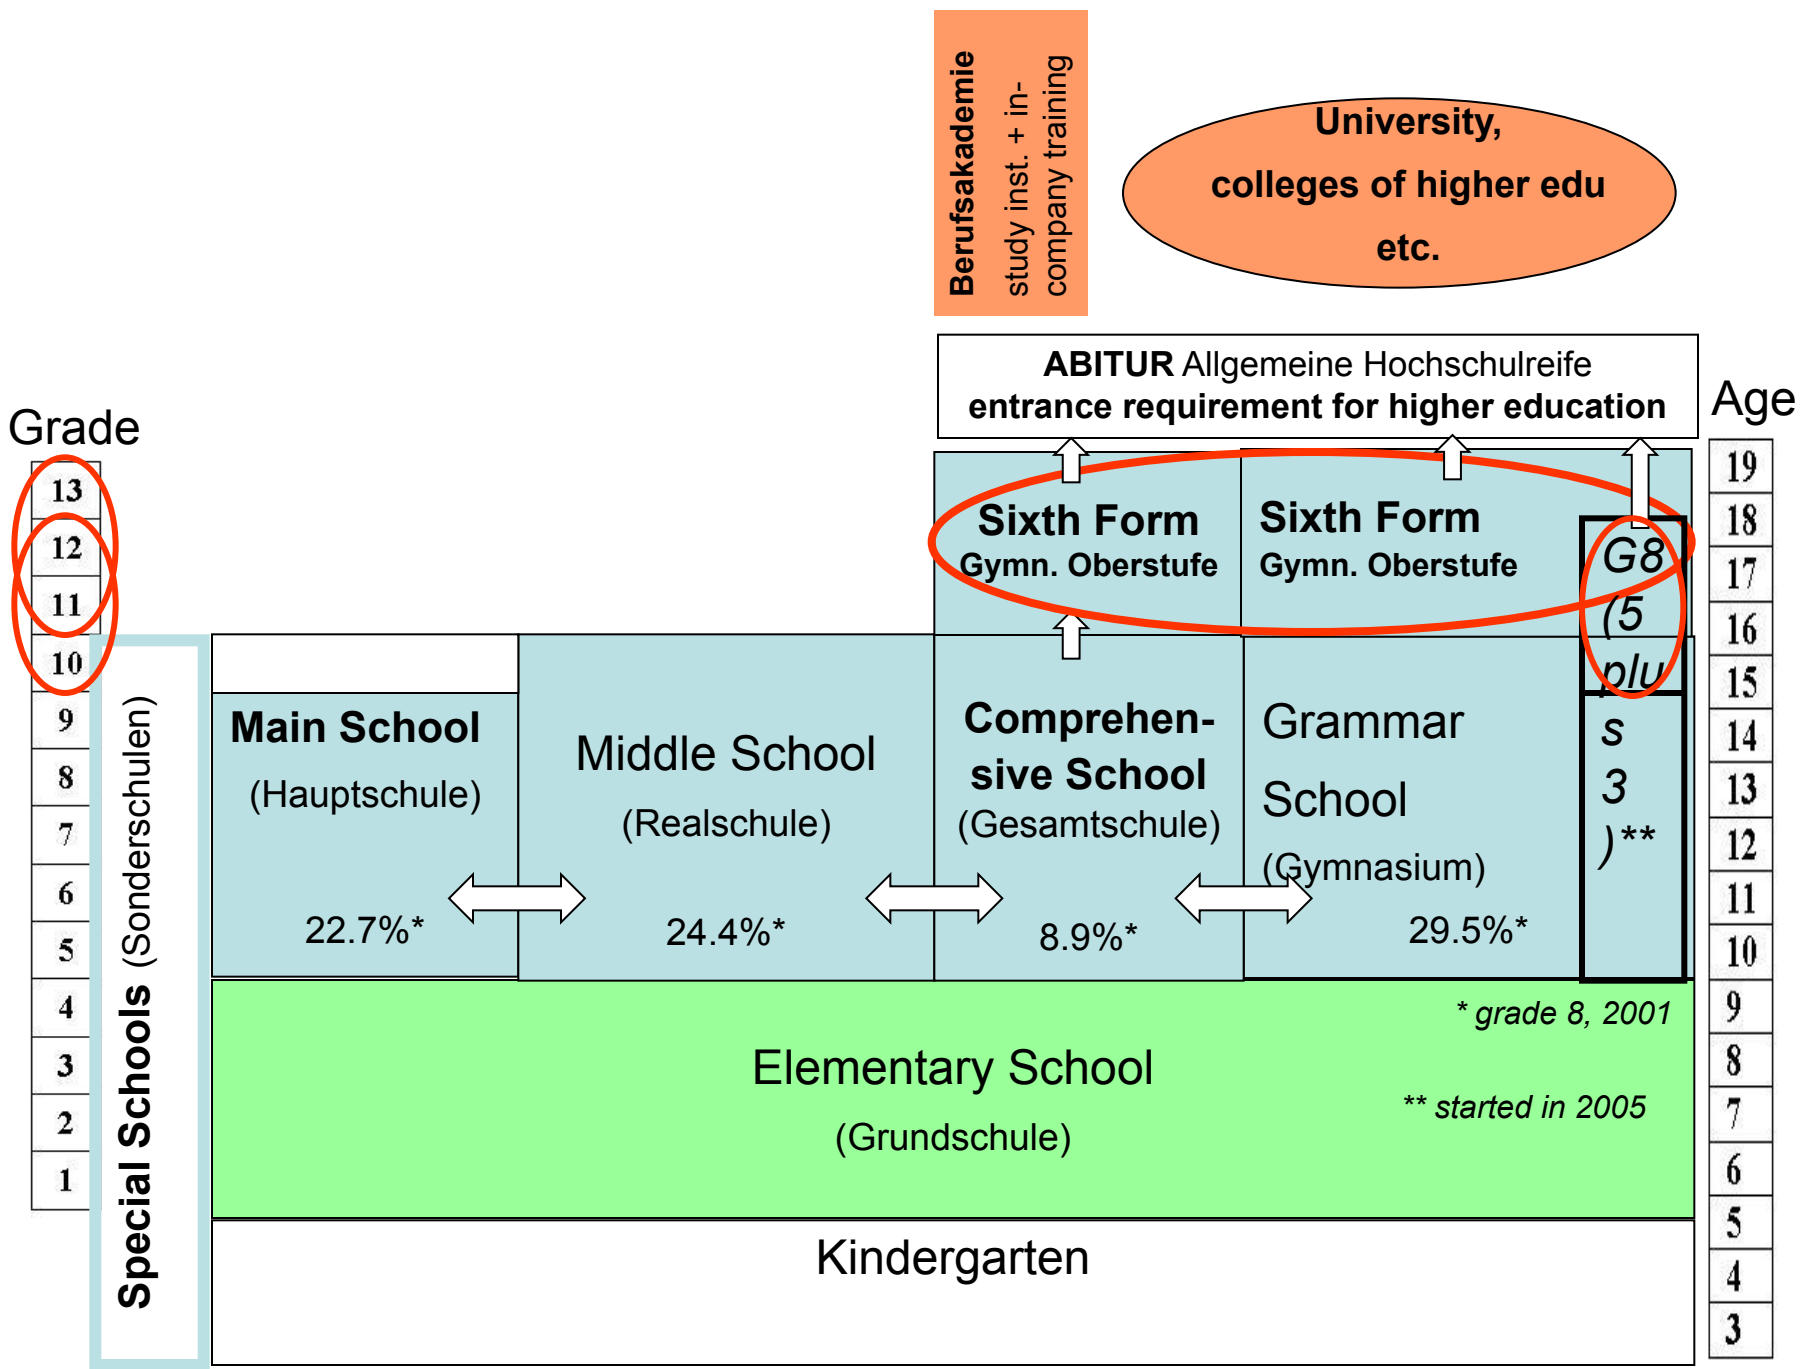 Berufsakademie
study inst. + in-
company training
University,
colleges of higher edu
etc.
ABITUR Allgemeine Hochschulreife
entrance requirement for higher education
Grade
13
12
11
10
9
8
7
6
5
4
3
2
1
Age
19
18
17
16
15
14
13
12
11
10
9
8
7
6
5
4
3
Special Schools (Sonderschulen)
Sixth Form
Gymn. Oberstufe
Sixth Form
Gymn. Oberstufe
G8
(5
plu
s
3
)**
Main School
(Hauptschule)
22.7%*
Middle School
(Realschule)
24.4%*
Comprehen-
sive School
(Gesamtschule)
8.9%*
Grammar
School
(Gymnasium)
29.5%*
* grade 8, 2001
Elementary School
(Grundschule)
** started in 2005
Kindergarten